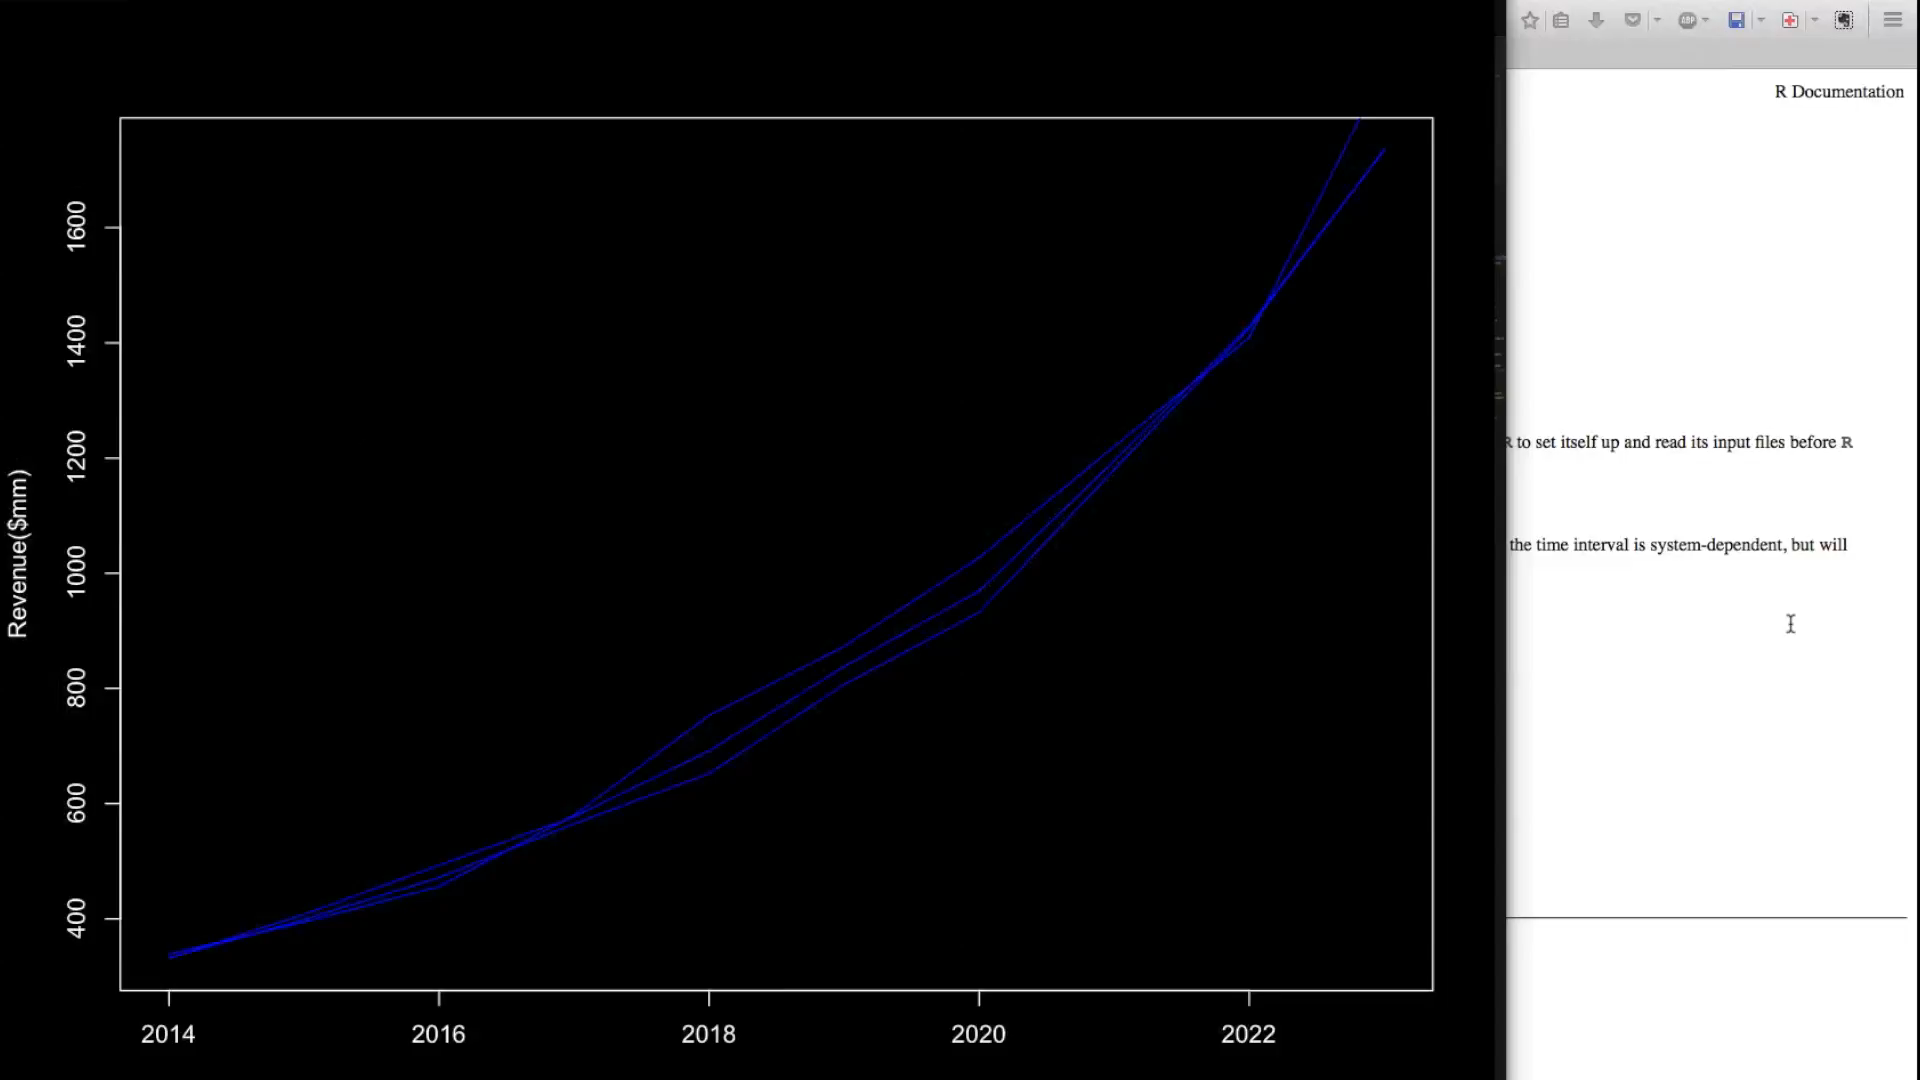 ABP
R Documentation
1600
1400
1200
1000
800
600
400
Revenue($mm)
2014
2016
2018
2020
2022
R to set itself up and read its input files before R
the time interval is system-dependent, but will